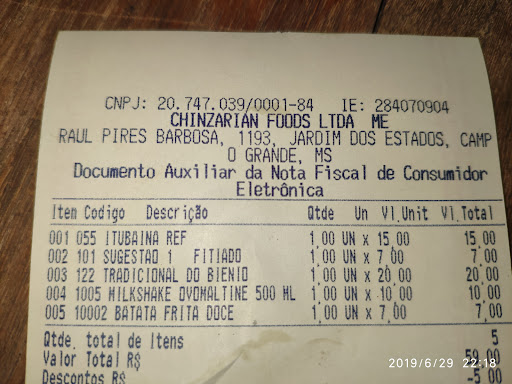 CNPJ: 20.747.039/0001-84 IE: 284070904
CHINZARIAN FOODS LTDA ME
RAUL PIRES BARBOSA, 1193, JARDIM DOS ESTADOS, CAMP
O GRANDE, MS
Documento Auxiliar da Nota Fiscal de Consumidor
Eletrônica
Item Codigo Descrição Qtde Un Vl.Unit Vl.Total
001 055 ITUBAINA REF 1,00 UN x 15,00 15,00
002 101 SUGESTAO 1 FITIADO 1,00 UN x 7,00 7,00
003 122 TRADICIONAL DO BIENIO 1,00 UN x 20,00 20,00
004 1005 MILKSHAKE OVOMALTINE 500 ML 1,00 UN x 10,00 10,00
005 10002 BATATA FRITA DOCE 1,00 UN x 7,00 7,00
Qtde. total de Itens 5
Valor Total R$ 59,00
Descontos R$ -5,00
2019/6/29 22:18